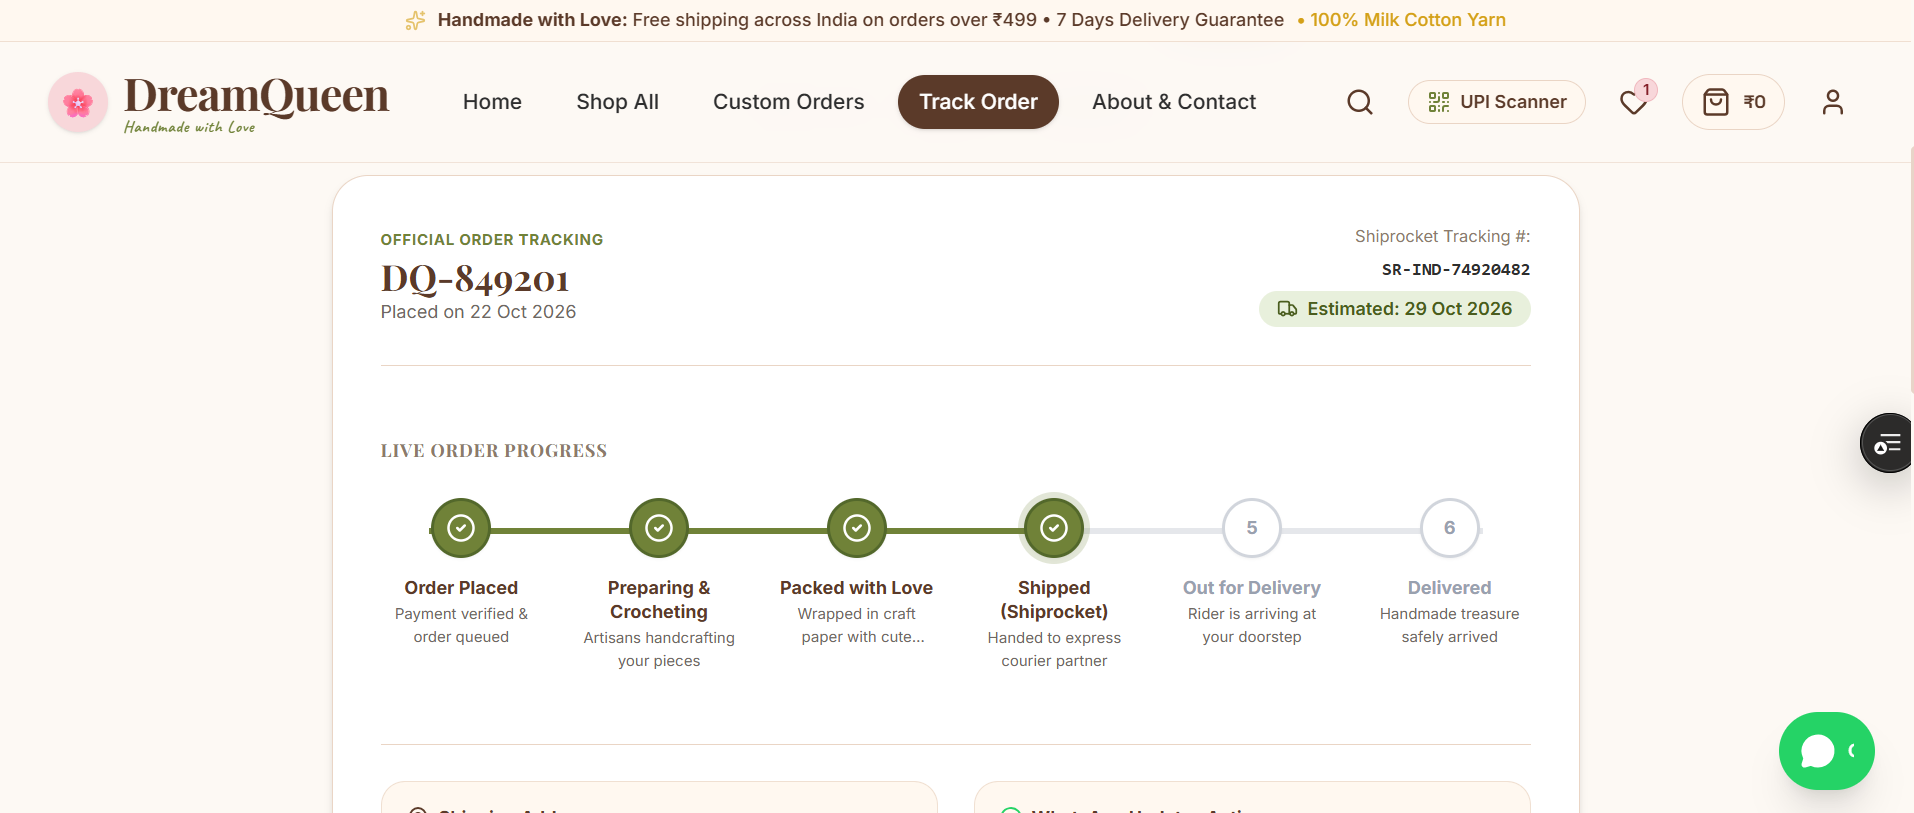 Handmade with Love: Free shipping across India on orders over ₹499 • 7 Days Delivery Guarantee • 100% Milk Cotton Yarn
DreamQueen
Handmade with Love
Home
Shop All
Custom Orders
Track Order
About & Contact
UPI Scanner
1
₹0
OFFICIAL ORDER TRACKING
DQ-849201
Placed on 22 Oct 2026
Shiprocket Tracking #:
SR-IND-74920482
Estimated: 29 Oct 2026
LIVE ORDER PROGRESS
Order Placed
Payment verified &
order queued
Preparing &
Crocheting
Artisans handcrafting
your pieces
Packed with Love
Wrapped in craft
paper with cute...
Shipped
(Shiprocket)
Handed to express
courier partner
5
Out for Delivery
Rider is arriving at
your doorstep
6
Delivered
Handmade treasure
safely arrived